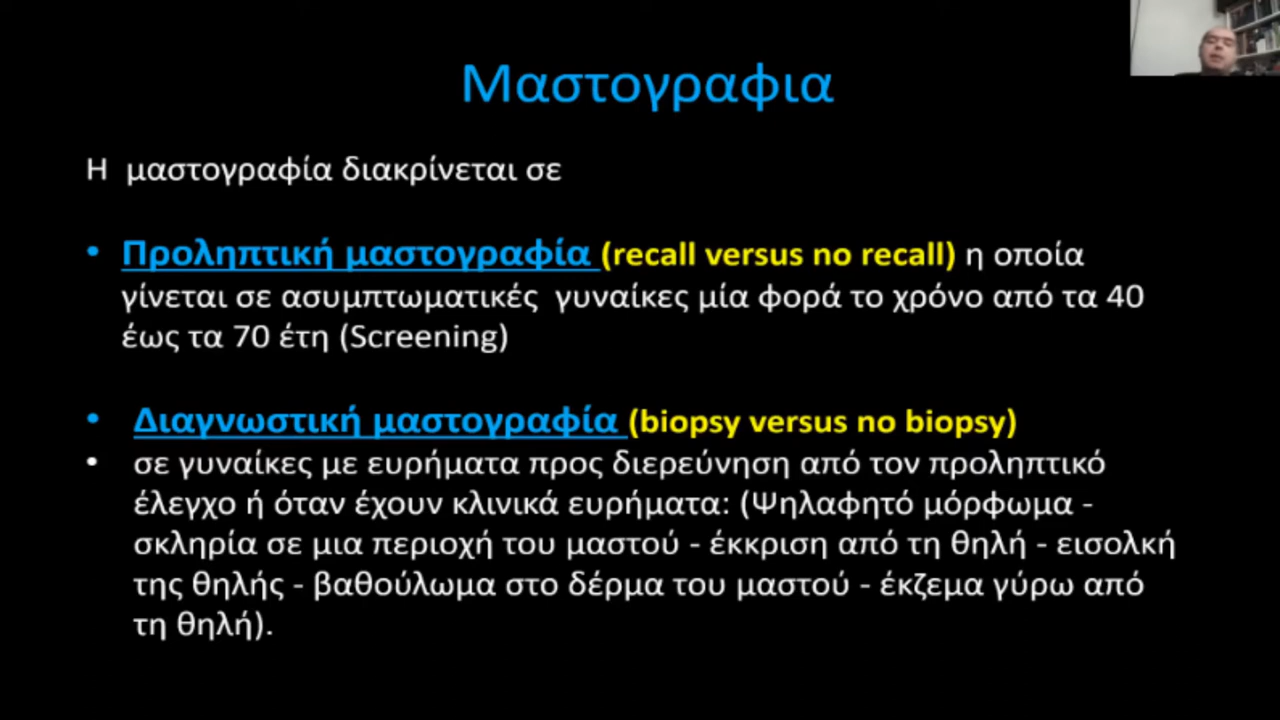 Μαστογραφια
Η μαστογραφία διακρίνεται σε
• Προληπτική μαστογραφία (recall versus no recall) η οποία
γίνεται σε ασυμπτωματικές γυναίκες μία φορά το χρόνο από τα 40
έως τα 70 έτη (Screening)
• Διαγνωστική μαστογραφία (biopsy versus no biopsy)
• σε γυναίκες με ευρήματα προς διερεύνηση από τον προληπτικό
έλεγχο ή όταν έχουν κλινικά ευρήματα: (Ψηλαφητό μόρφωμα -
σκληρία σε μια περιοχή του μαστού - έκκριση από τη θηλή - εισολκή
της θηλής - βαθούλωμα στο δέρμα του μαστού - έκζεμα γύρω από
τη θηλή).